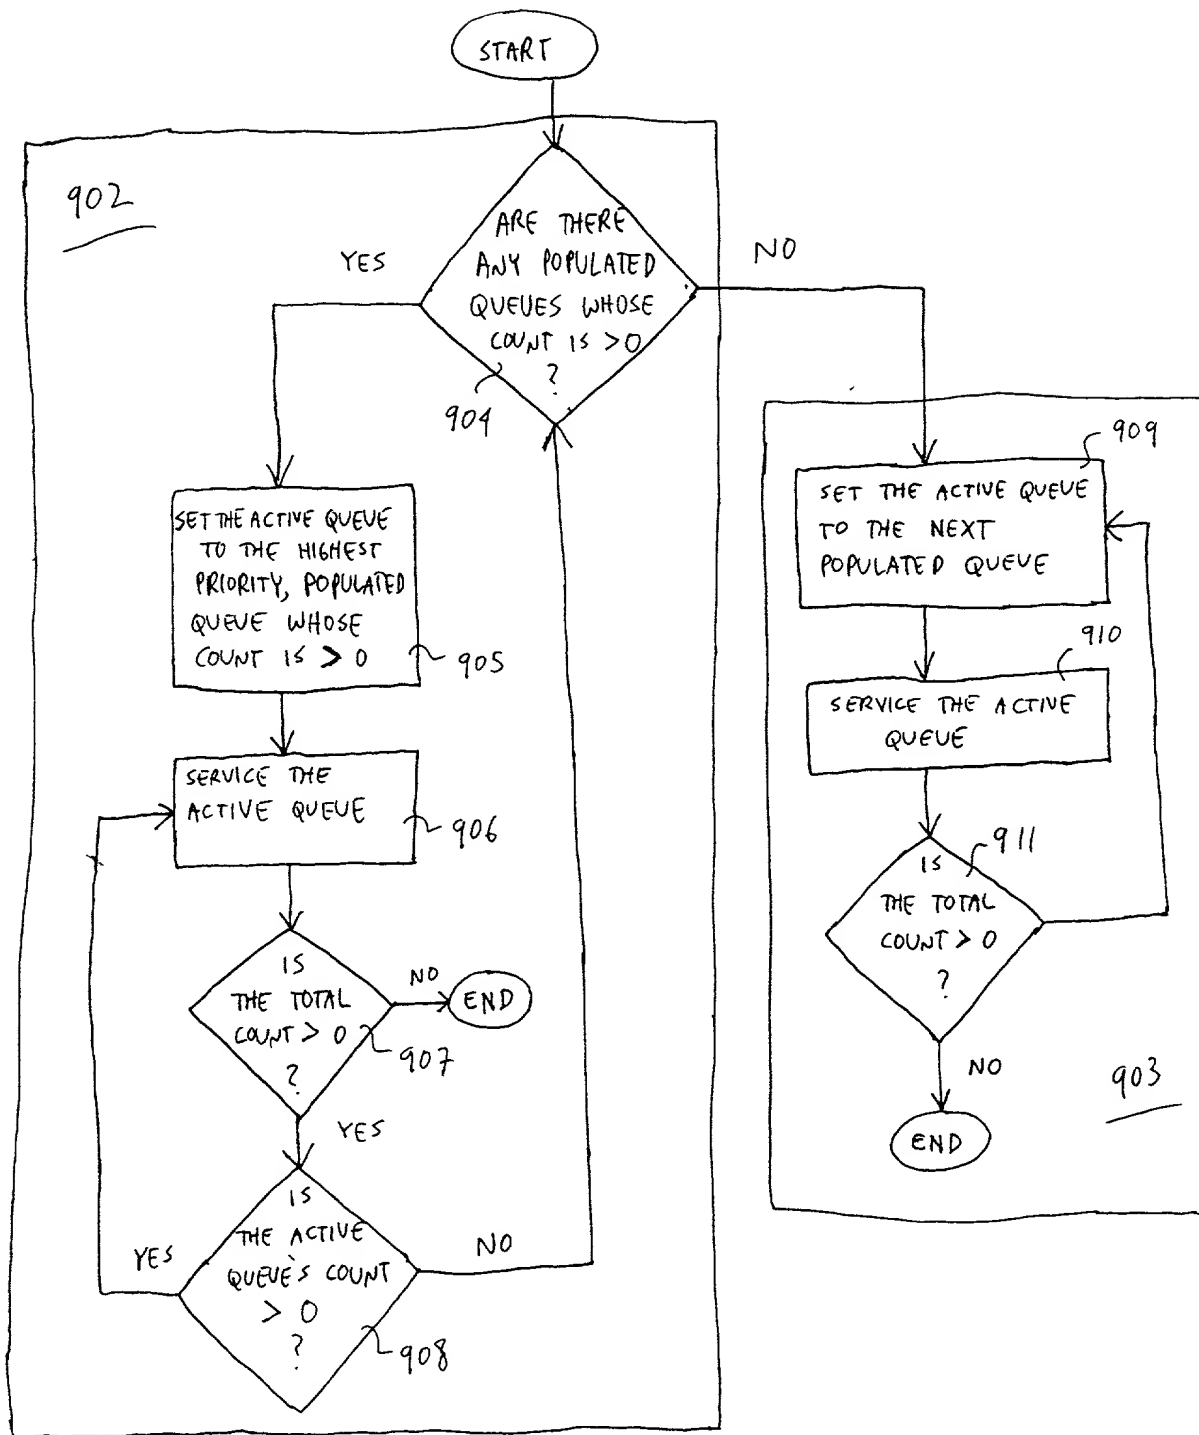 START
902
ARE THERE
ANY POPULATED
QUEUES WHOSE
COUNT IS >0
?
YES
NO
904
SET THE ACTIVE QUEUE
TO THE HIGHEST
PRIORITY, POPULATED
QUEUE WHOSE
COUNT IS > 0
905
SERVICE THE
ACTIVE QUEUE
906
IS
THE TOTAL
COUNT > 0
?
NO
END
907
YES
IS
THE ACTIVE
QUEUE'S COUNT
> 0
?
YES
NO
908
909
SET THE ACTIVE QUEUE
TO THE NEXT
POPULATED QUEUE
910
SERVICE THE ACTIVE
QUEUE
911
IS
THE TOTAL
COUNT > 0
?
NO
END
903